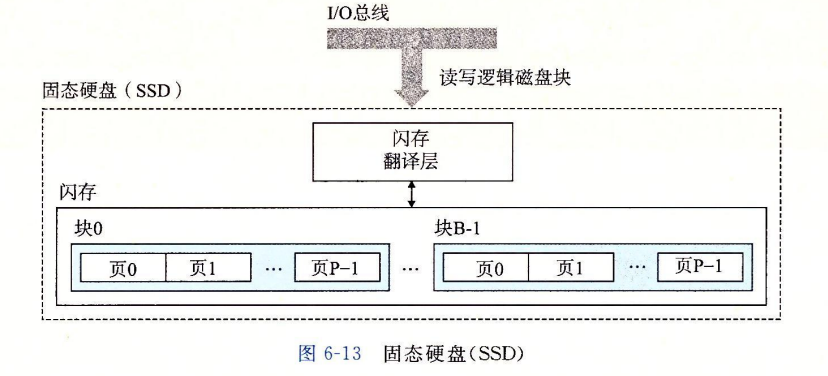 I/O总线
读写逻辑磁盘块
固态硬盘（SSD）
闪存
翻译层
闪存
块0
块B-1
页0 页1 … 页P-1 … 页0 页1 … 页P-1
图 6-13 固态硬盘(SSD)